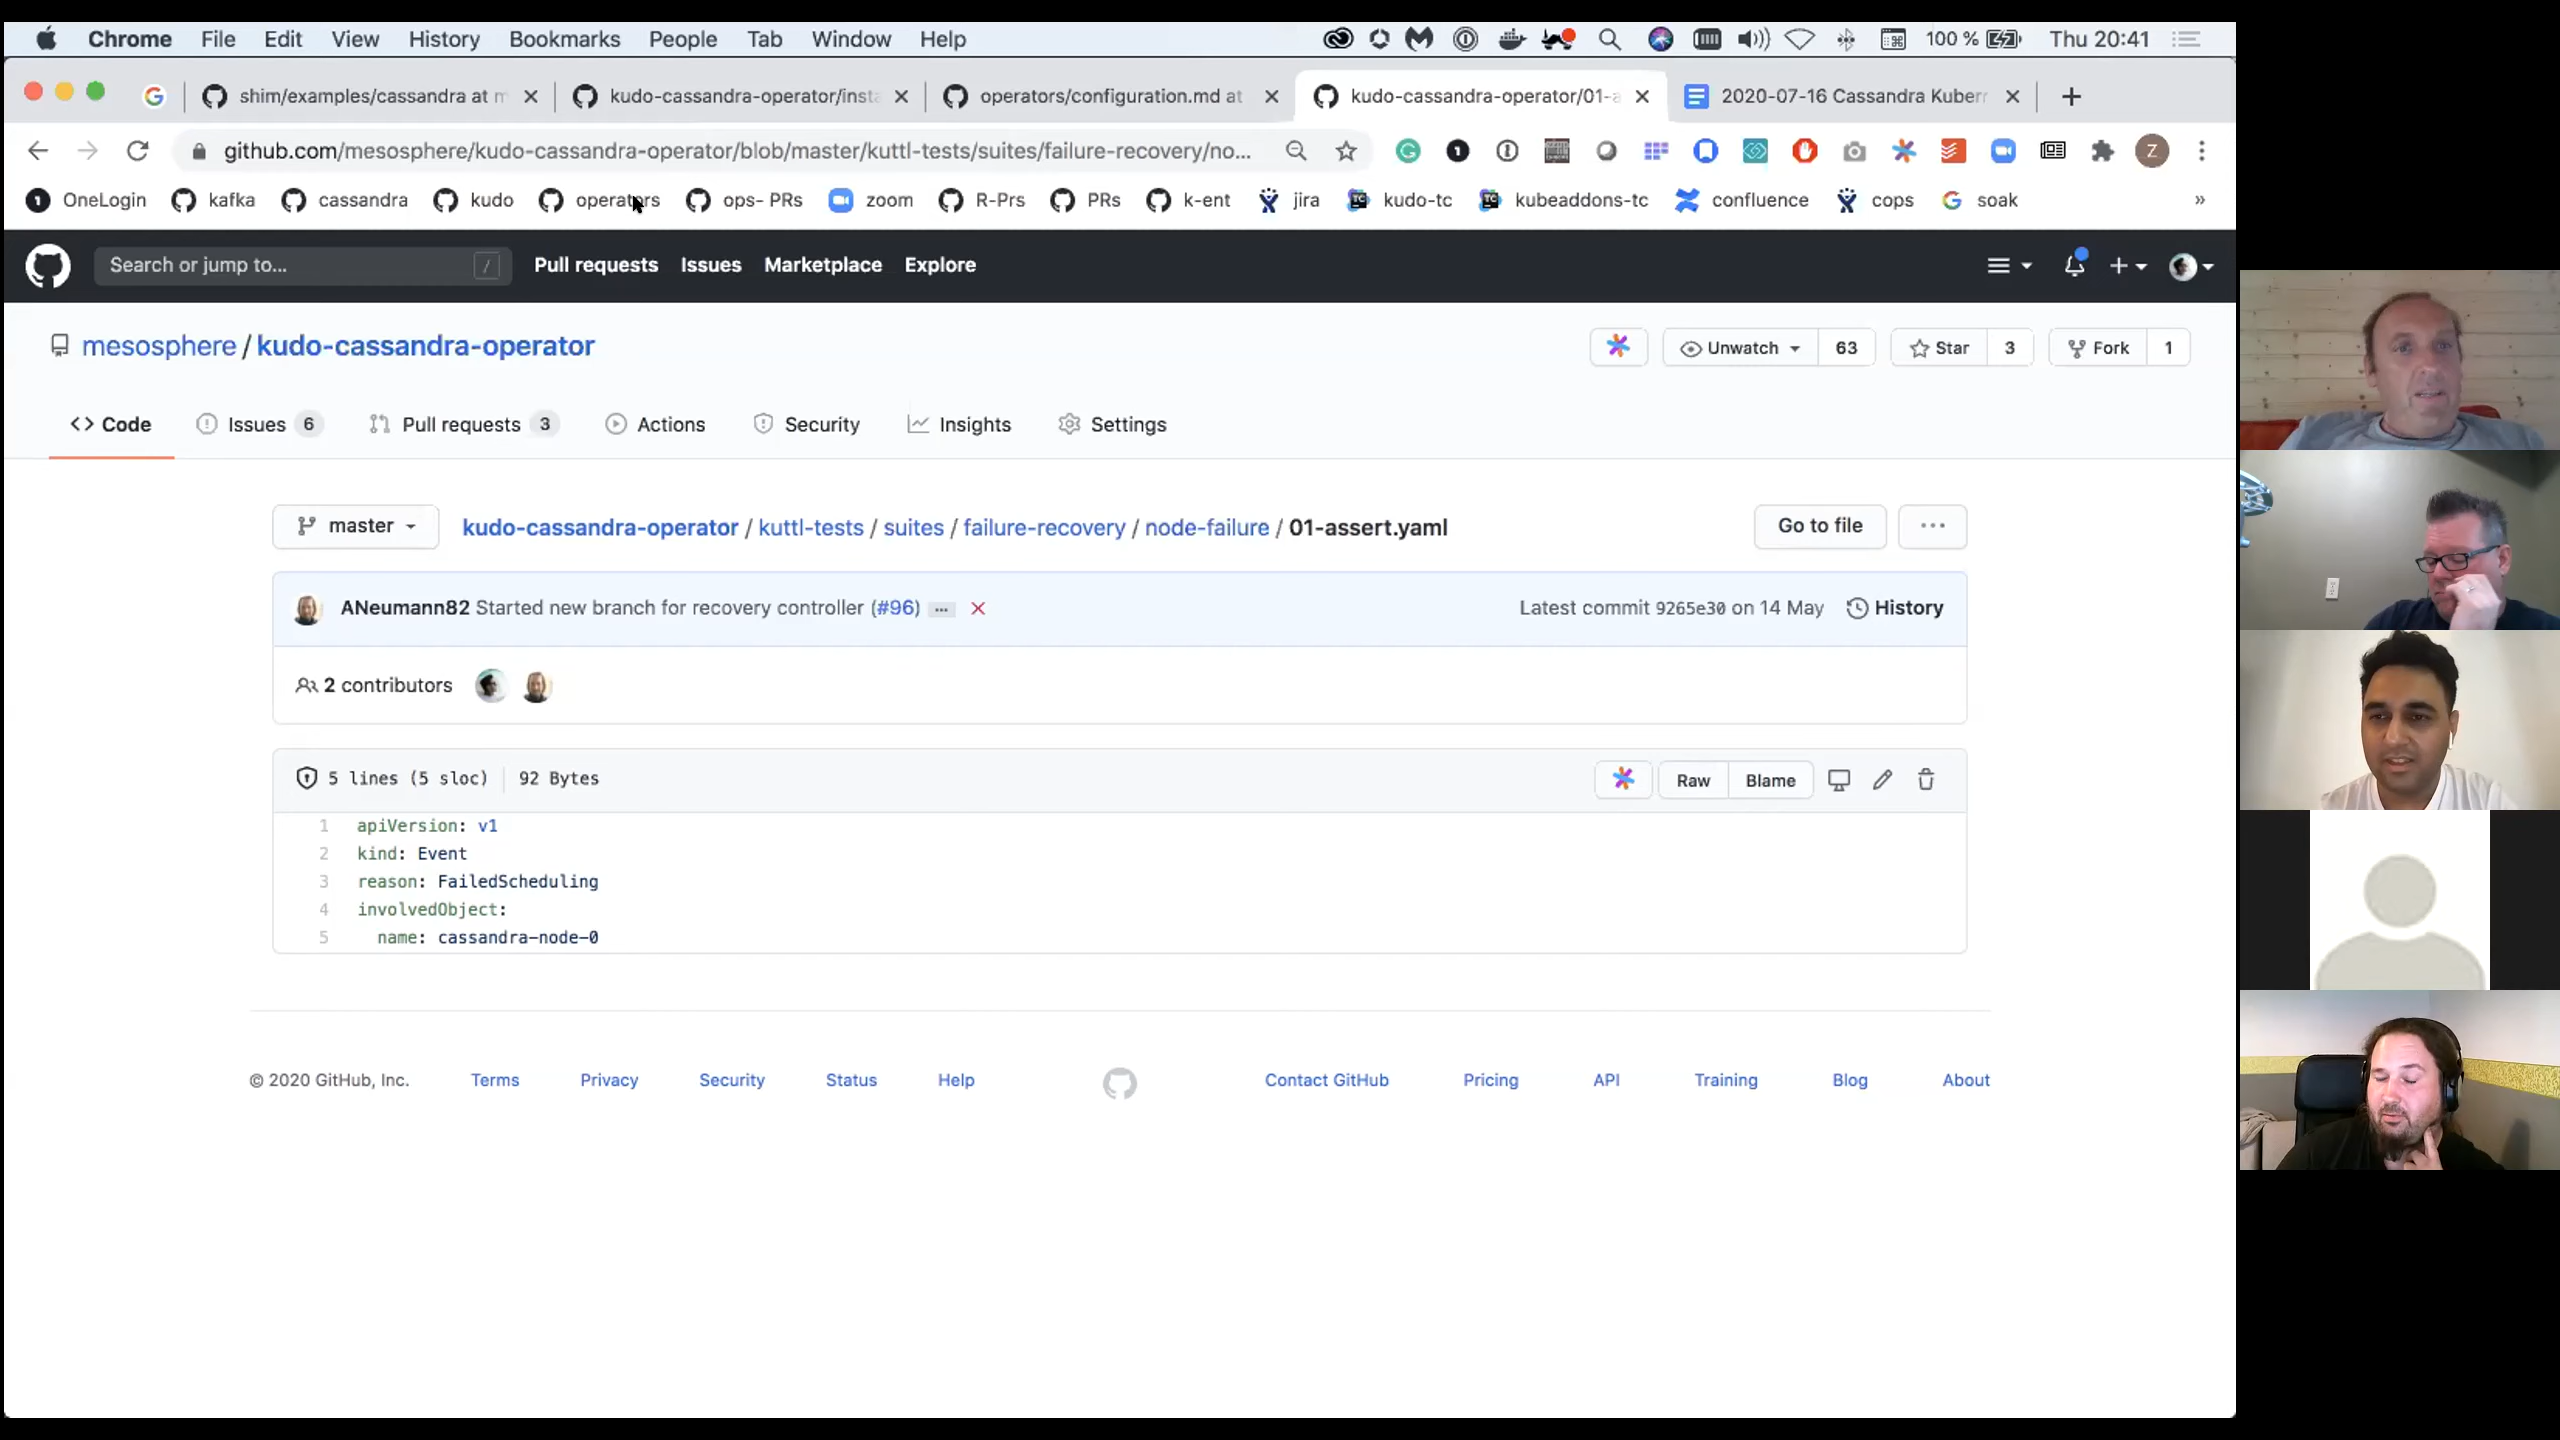 Chrome File Edit View History Bookmarks People Tab Window Help 100 % Thu 20:41
shim/examples/cassandra at m kudo-cassandra-operator/insta operators/configuration.md at kudo-cassandra-operator/01-a 2020-07-16 Cassandra Kuber
github.com/mesosphere/kudo-cassandra-operator/blob/master/kuttl-tests/suites/failure-recovery/no... Z
OneLogin kafka cassandra kudo operators ops- PRs zoom R-Prs PRs k-ent jira kudo-tc kubeaddons-tc confluence cops soak »
Search or jump to... / Pull requests Issues Marketplace Explore
mesosphere / kudo-cassandra-operator Unwatch 63 Star 3 Fork 1
Code Issues 6 Pull requests 3 Actions Security Insights Settings
master kudo-cassandra-operator / kuttl-tests / suites / failure-recovery / node-failure / 01-assert.yaml Go to file ...
ANeumann82 Started new branch for recovery controller (#96) ... Latest commit 9265e30 on 14 May History
2 contributors
5 lines (5 sloc) 92 Bytes Raw Blame
1 apiVersion: v1
2 kind: Event
3 reason: FailedScheduling
4 involvedObject:
5 name: cassandra-node-0
© 2020 GitHub, Inc. Terms Privacy Security Status Help Contact GitHub Pricing API Training Blog About